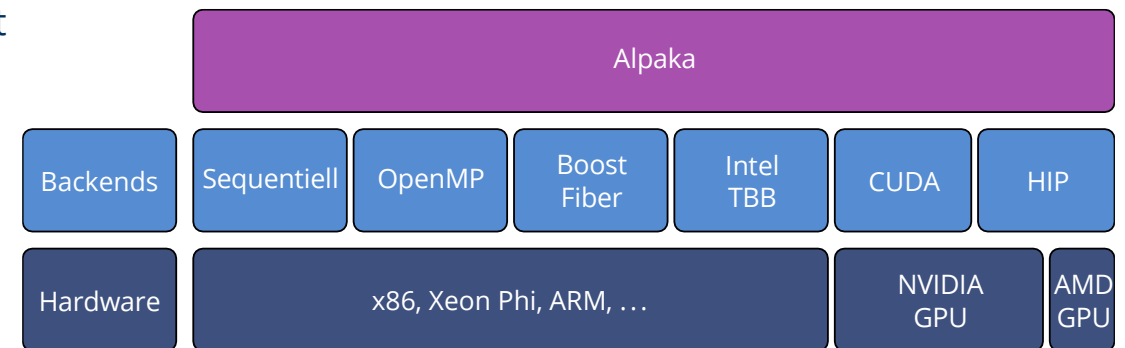 t
Alpaka
Backends
Sequentiell
OpenMP
Boost
Fiber
Intel
TBB
CUDA
HIP
Hardware
x86, Xeon Phi, ARM, …
NVIDIA
GPU
AMD
GPU